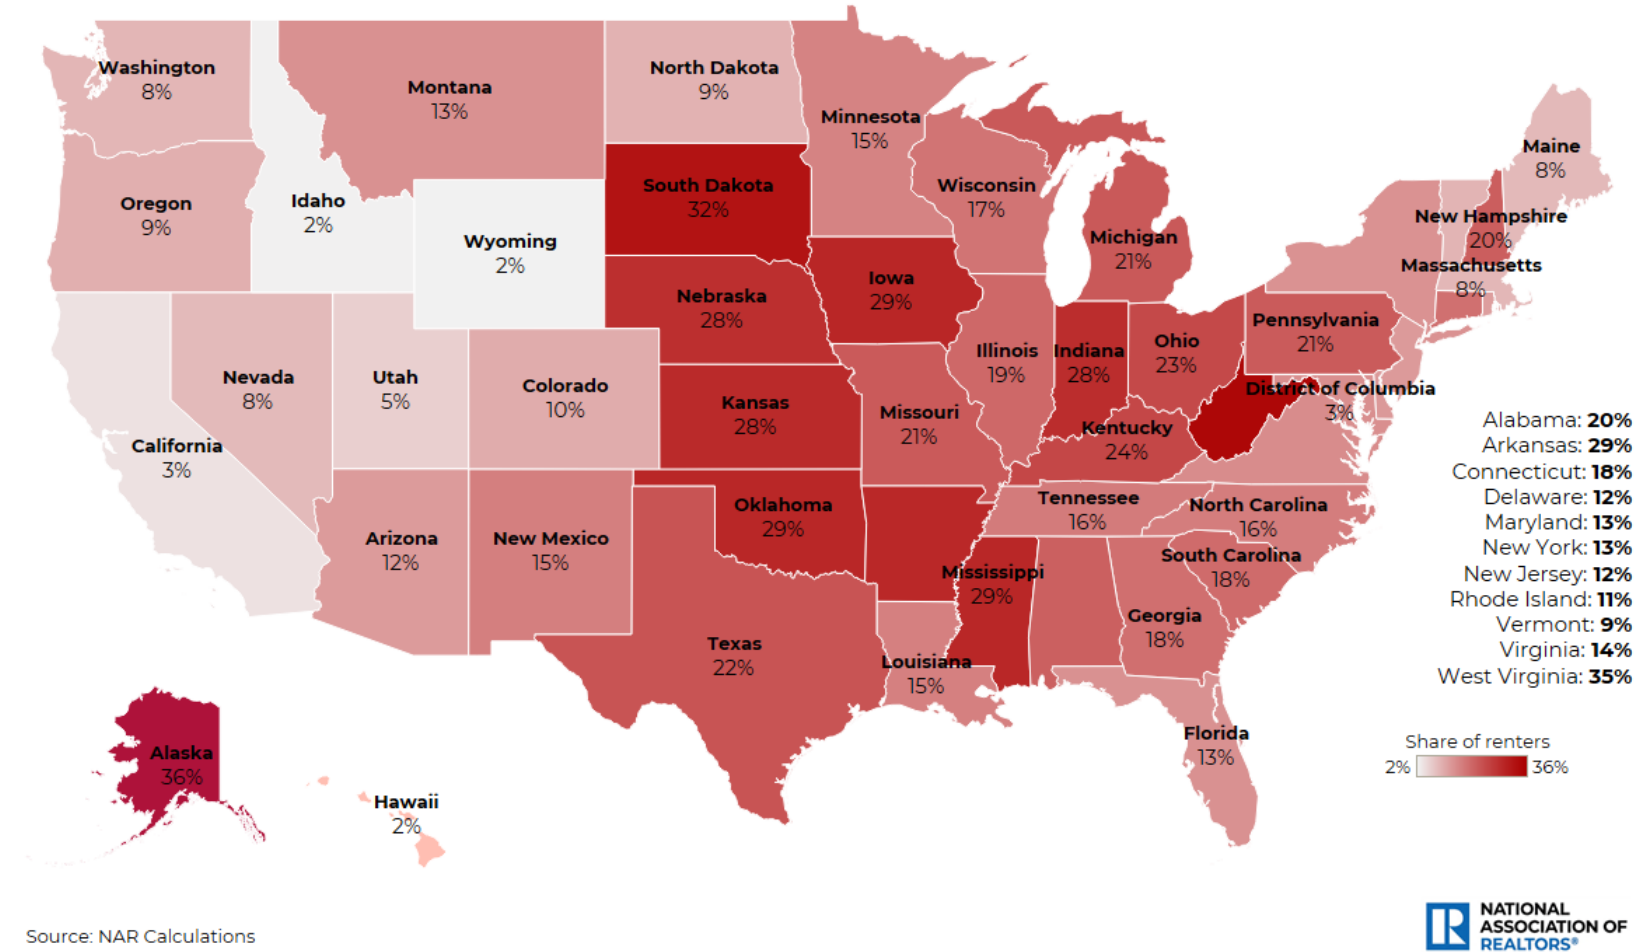 Washington
8%
Montana
13%
North Dakota
9%
Minnesota
15%
Maine
8%
Oregon
9%
Idaho
2%
Wyoming
2%
South Dakota
32%
Wisconsin
17%
Michigan
21%
New Hampshire
20%
Massachusetts
8%
Nebraska
28%
Iowa
29%
Illinois
19%
Indiana
28%
Ohio
23%
Pennsylvania
21%
Nevada
8%
Utah
5%
Colorado
10%
Kansas
28%
Missouri
21%
Kentucky
24%
District of Columbia
3%
California
3%
Arizona
12%
New Mexico
15%
Oklahoma
29%
Tennessee
16%
North Carolina
16%
South Carolina
18%
Mississippi
29%
Georgia
18%
Texas
22%
Louisiana
15%
Florida
13%
Alaska
36%
Hawaii
2%
Alabama: 20%
Arkansas: 29%
Connecticut: 18%
Delaware: 12%
Maryland: 13%
New York: 13%
New Jersey: 12%
Rhode Island: 11%
Vermont: 9%
Virginia: 14%
West Virginia: 35%
Share of renters
2% 36%
Source: NAR Calculations
R
NATIONAL
ASSOCIATION OF
REALTORS®